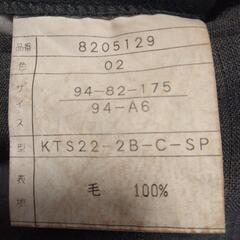 品番 8205129
色 02
サイズ 94-82-175
94-A6
型 KTS22-2B-C-SP
表地 毛 100%